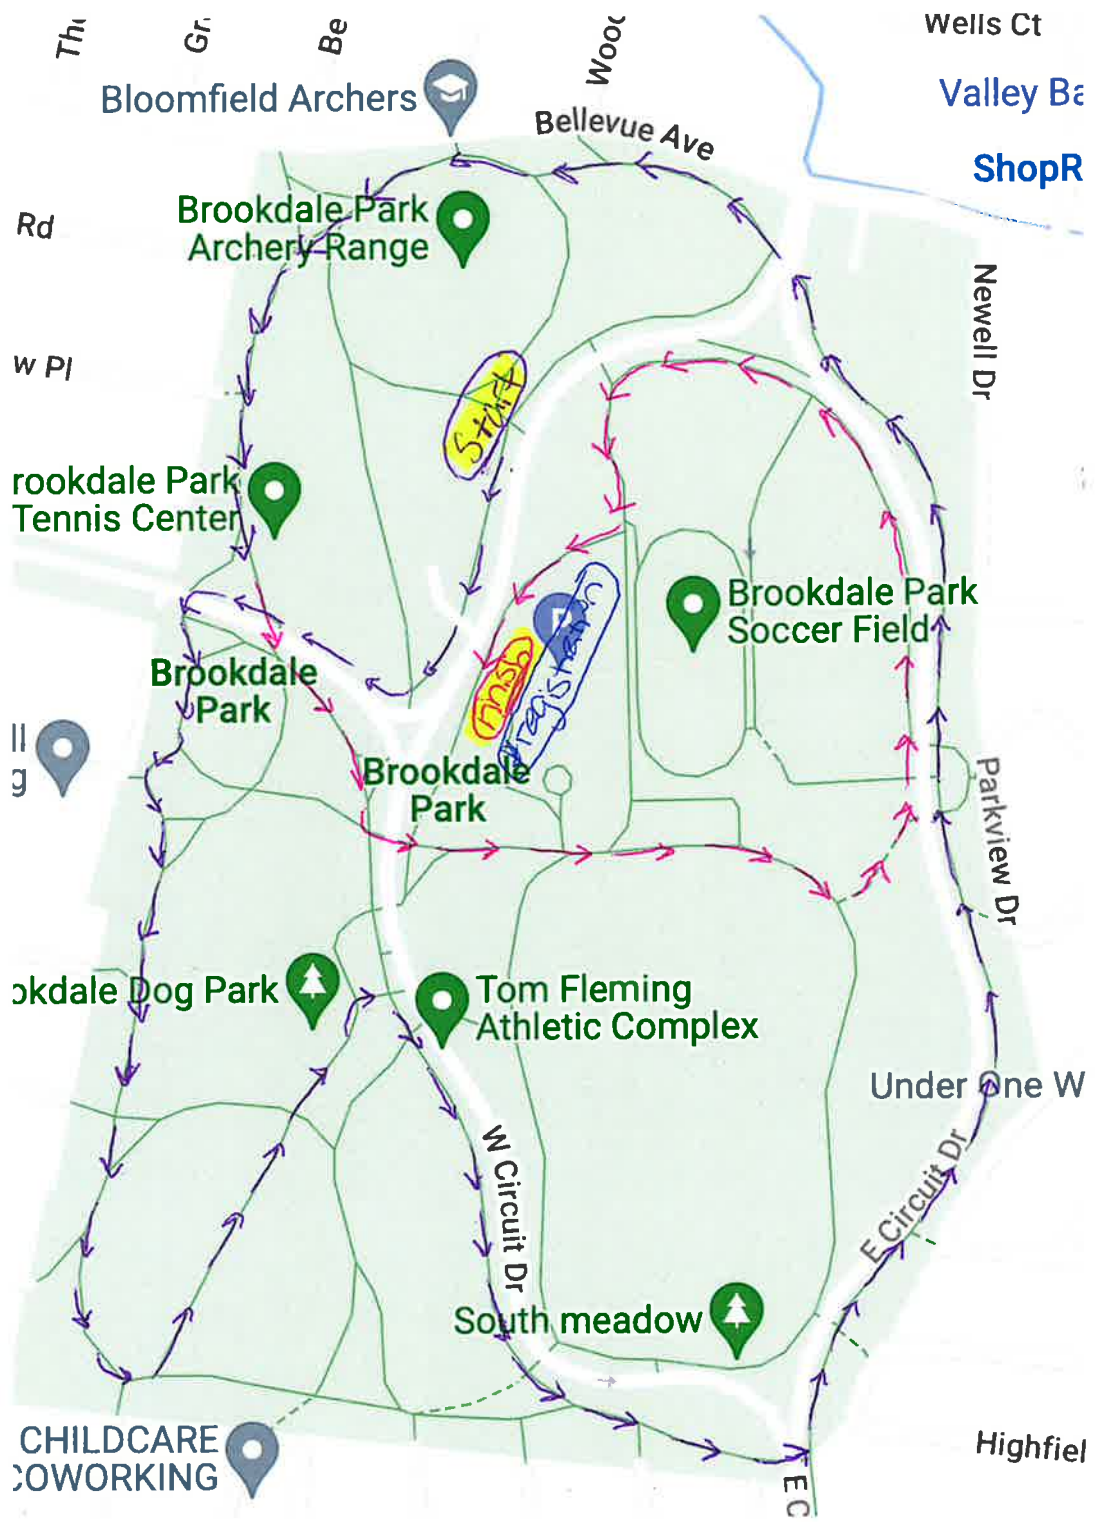 Wells Ct
Bloomfield Archers
Valley Ba
Bellevue Ave
ShopR
Brookdale Park
Archery Range
Rd
Newell Dr
w Pl
Start
rookdale Park
Tennis Center
Brookdale Park
Soccer Field
P
registration
finish
Brookdale
Park
ll
g
Brookdale
Park
Parkview Dr
okdale Dog Park
Tom Fleming
Athletic Complex
Under One W
W Circuit Dr
E Circuit Dr
South meadow
CHILDCARE
COWORKING
Highfiel
E C